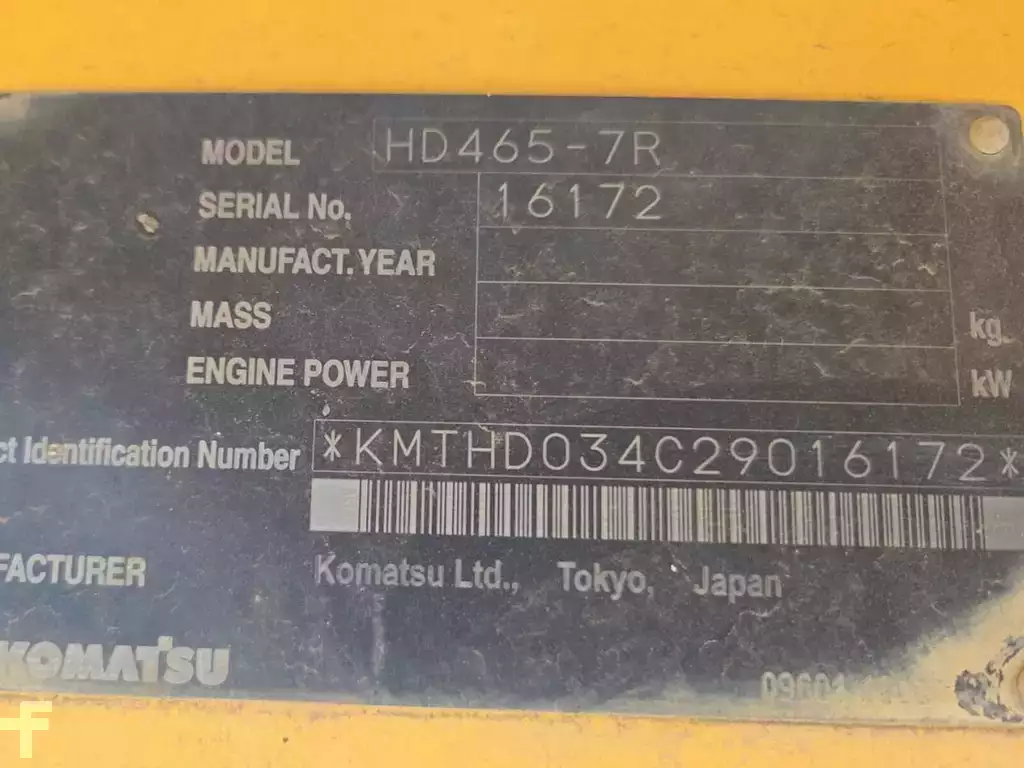 MODEL HD465-7R
SERIAL No. 16172
MANUFACT. YEAR
MASS kg
ENGINE POWER kW
ct Identification Number *KMTHD034C29016172*
FACTURER Komatsu Ltd., Tokyo, Japan
KOMATSU